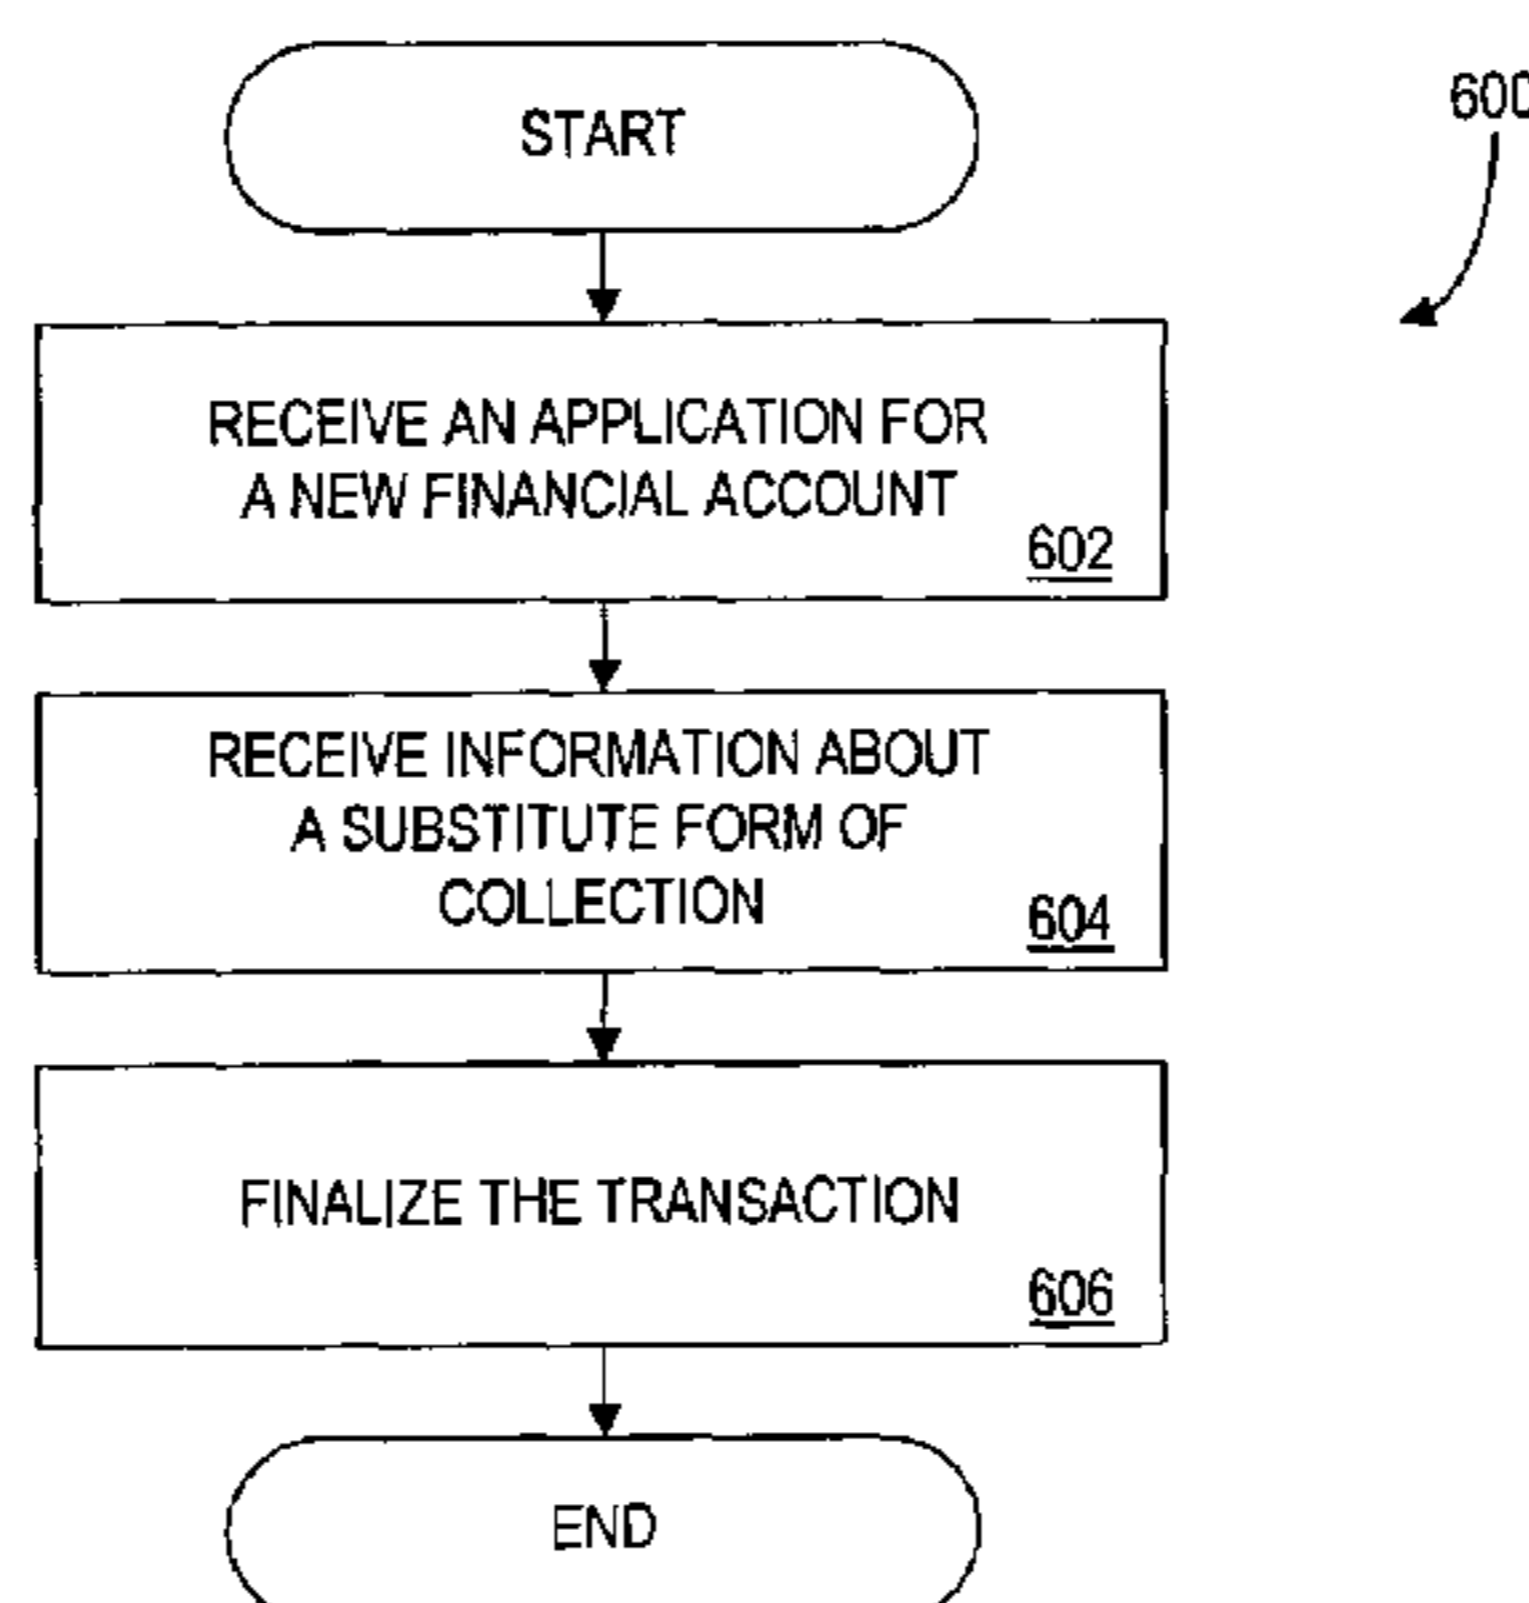 START
600
RECEIVE AN APPLICATION FOR
A NEW FINANCIAL ACCOUNT
602
RECEIVE INFORMATION ABOUT
A SUBSTITUTE FORM OF
COLLECTION
604
FINALIZE THE TRANSACTION
606
END